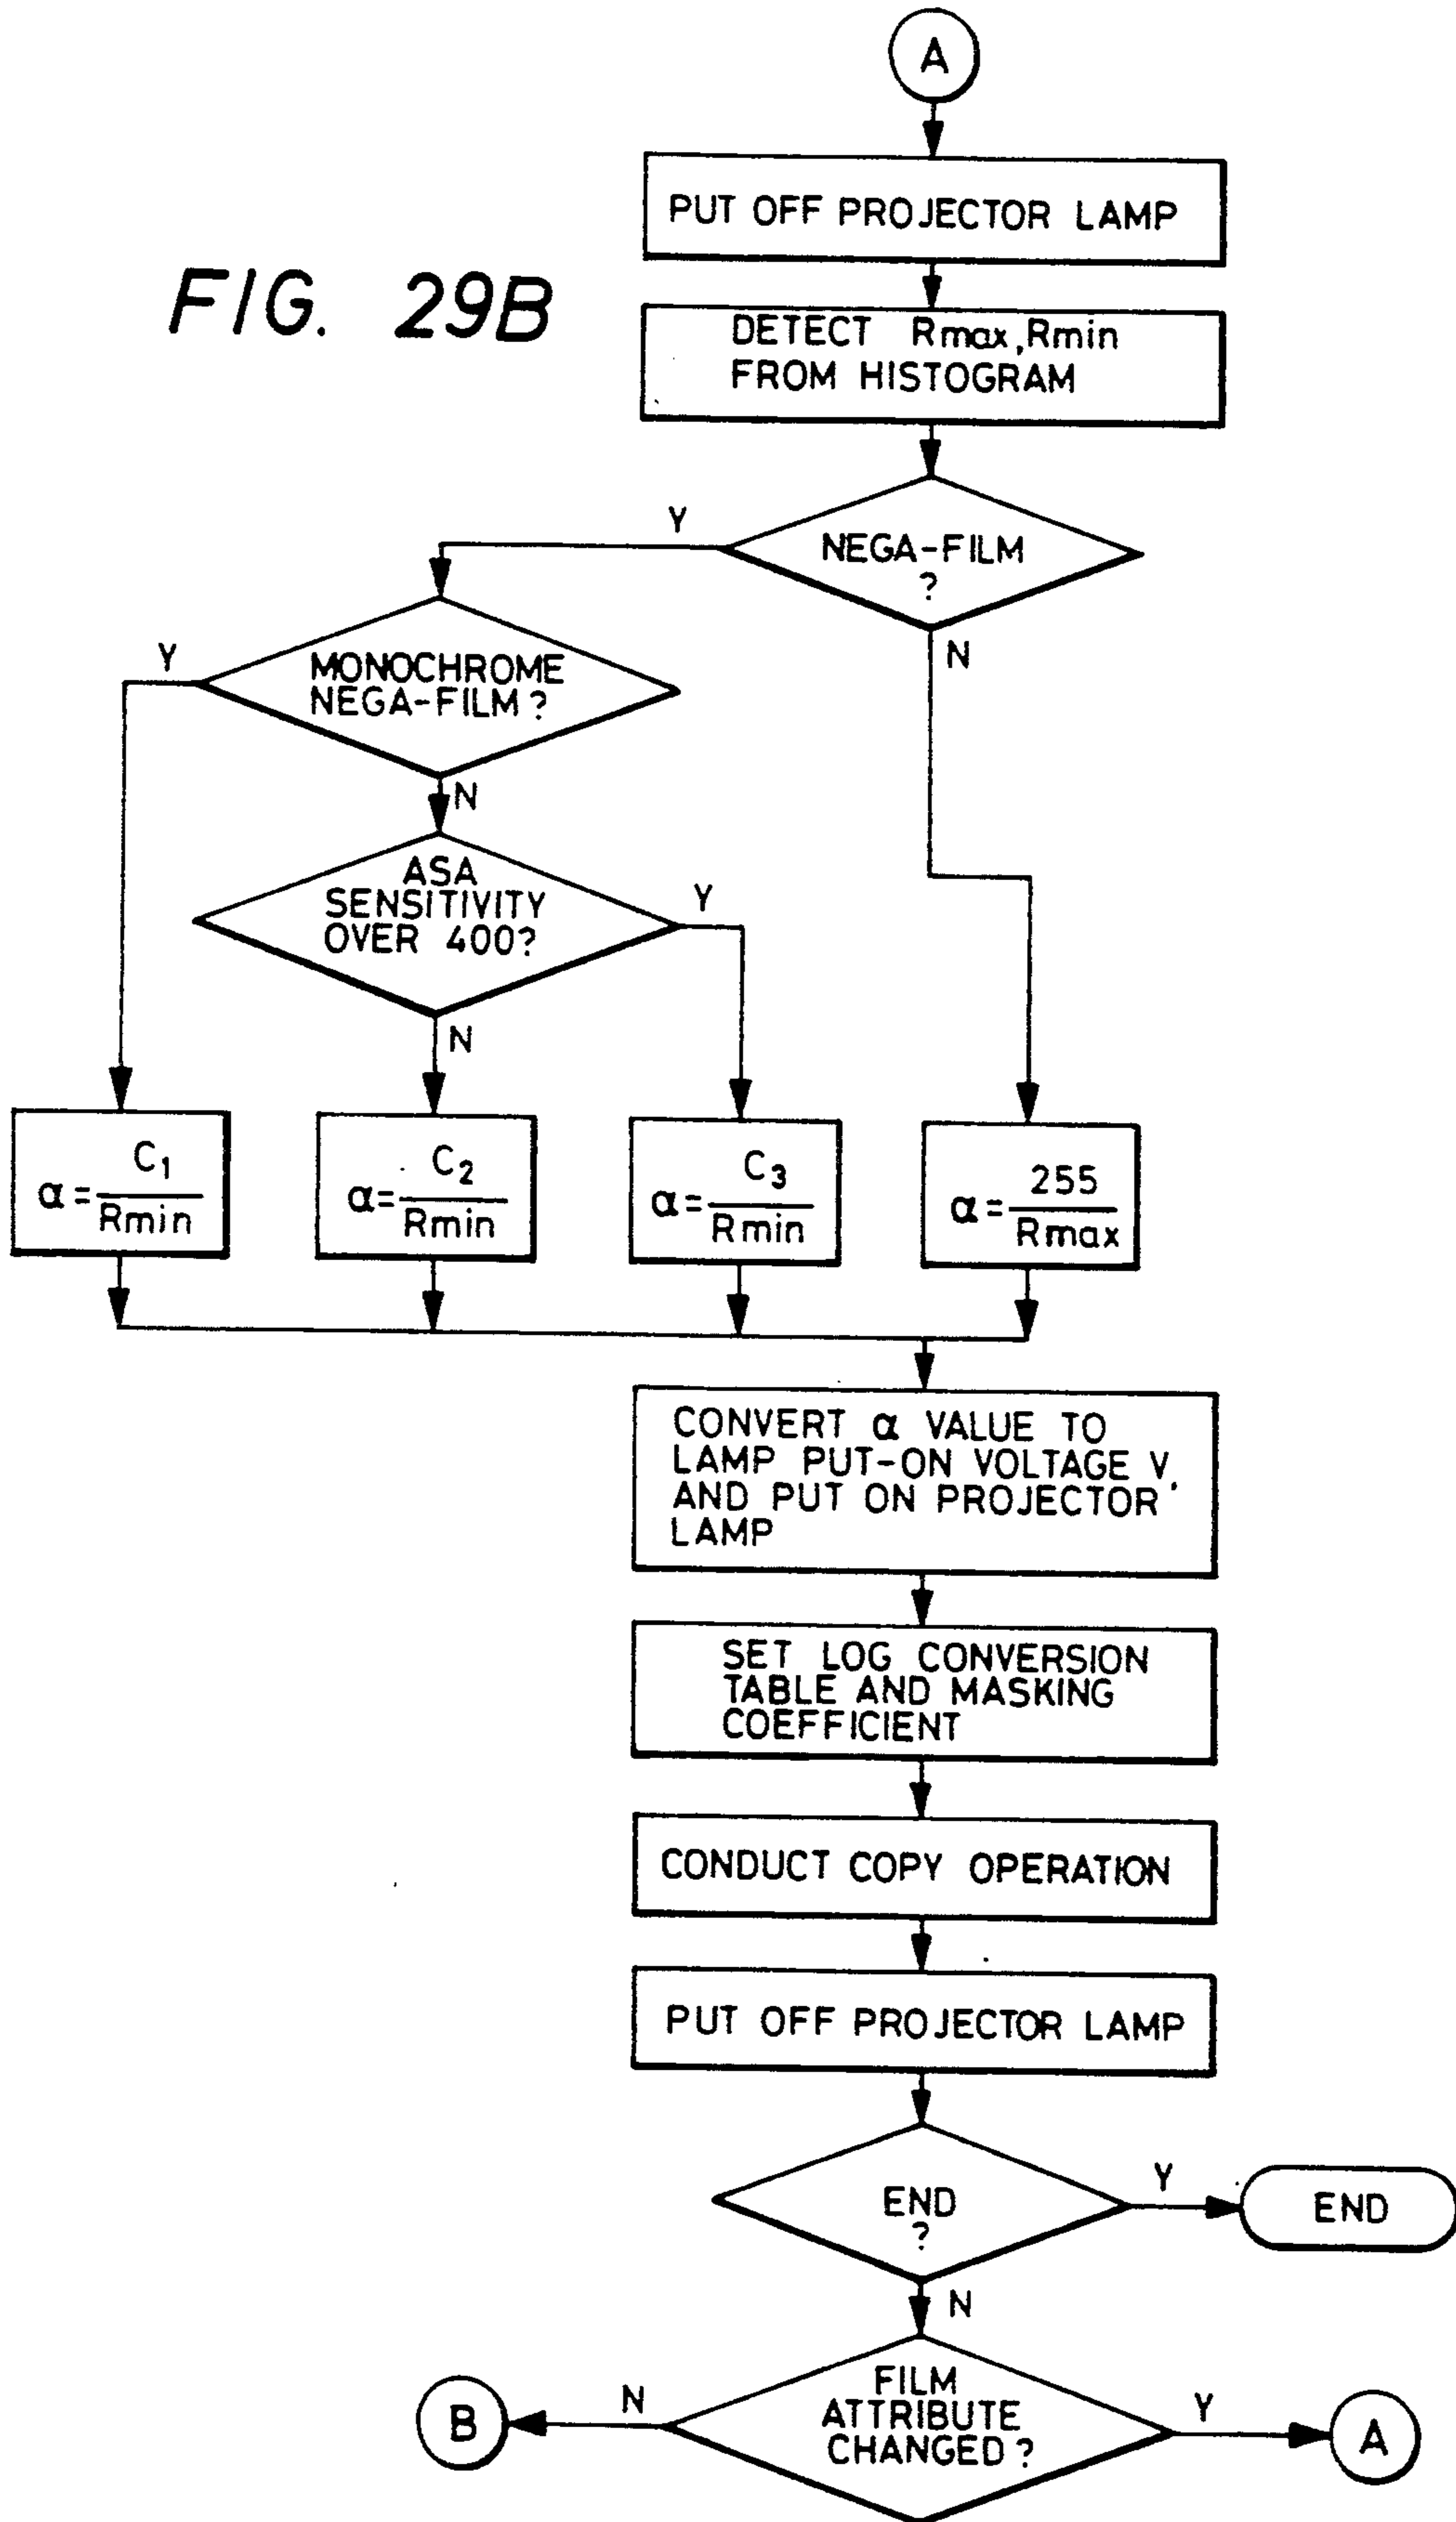 A
PUT OFF PROJECTOR LAMP
FIG. 29B
DETECT Rmax,Rmin
FROM HISTOGRAM
Y
NEGA-FILM
?
N
Y
MONOCHROME
NEGA-FILM?
N
ASA
SENSITIVITY
OVER 400?
Y
N
α=C₁/Rmin
α=C₂/Rmin
α=C₃/Rmin
α=255/Rmax
CONVERT α VALUE TO
LAMP PUT-ON VOLTAGE V,
AND PUT ON PROJECTOR
LAMP
SET LOG CONVERSION
TABLE AND MASKING
COEFFICIENT
CONDUCT COPY OPERATION
PUT OFF PROJECTOR LAMP
END
?
Y
END
N
FILM
ATTRIBUTE
CHANGED?
N
B
Y
A